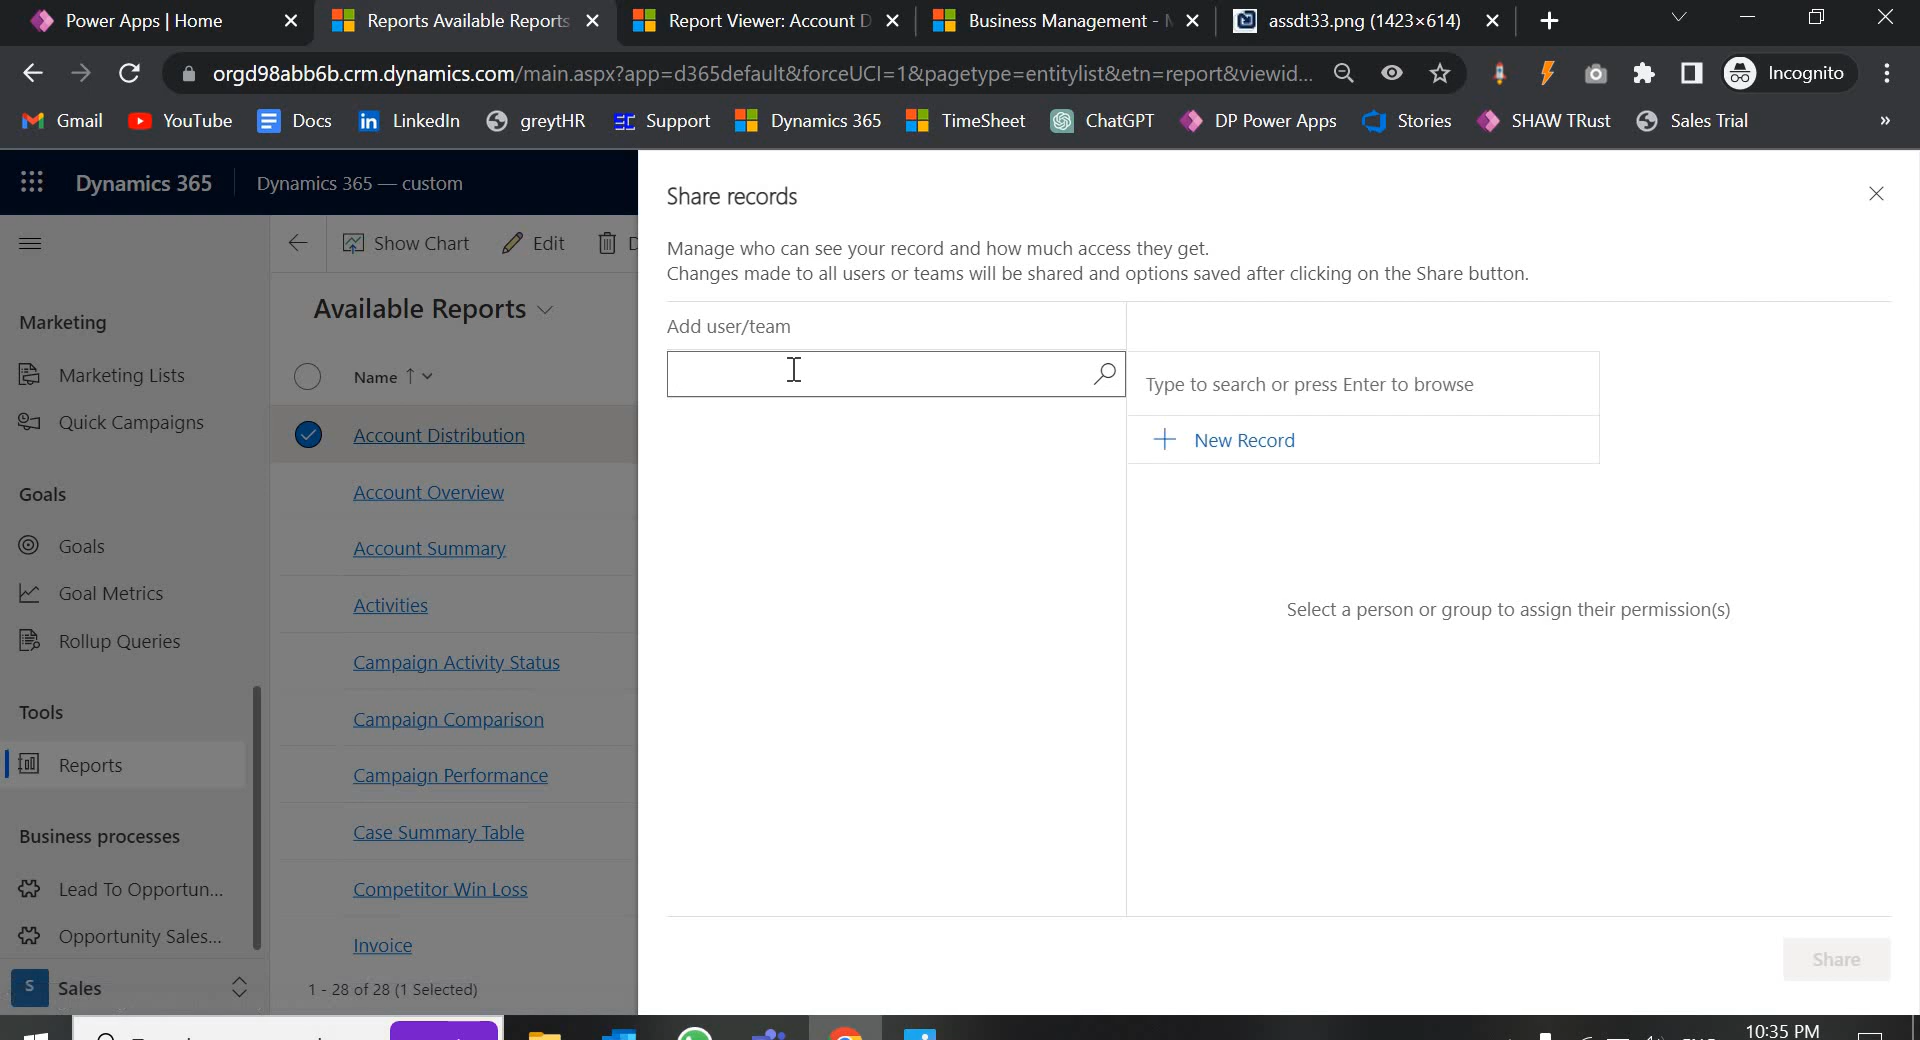 Power Apps | Home
Reports Available Reports
Report Viewer: Account D
Business Management -
assdt33.png (1423×614)
orgd98abb6b.crm.dynamics.com/main.aspx?app=d365default&forceUCI=1&pagetype=entitylist&etn=report&viewid...
Incognito
Gmail
YouTube
Docs
LinkedIn
greytHR
Support
Dynamics 365
TimeSheet
ChatGPT
DP Power Apps
Stories
SHAW TRust
Sales Trial
»
Dynamics 365
Dynamics 365 — custom
Show Chart
Edit
Available Reports
Name
Marketing
Marketing Lists
Quick Campaigns
Goals
Goals
Goal Metrics
Rollup Queries
Tools
Reports
Business processes
Lead To Opportun...
Opportunity Sales...
S
Sales
Account Distribution
Account Overview
Account Summary
Activities
Campaign Activity Status
Campaign Comparison
Campaign Performance
Case Summary Table
Competitor Win Loss
Invoice
1 - 28 of 28 (1 Selected)
Share records
Manage who can see your record and how much access they get.
Changes made to all users or teams will be shared and options saved after clicking on the Share button.
Add user/team
Type to search or press Enter to browse
New Record
Select a person or group to assign their permission(s)
Share
10:35 PM